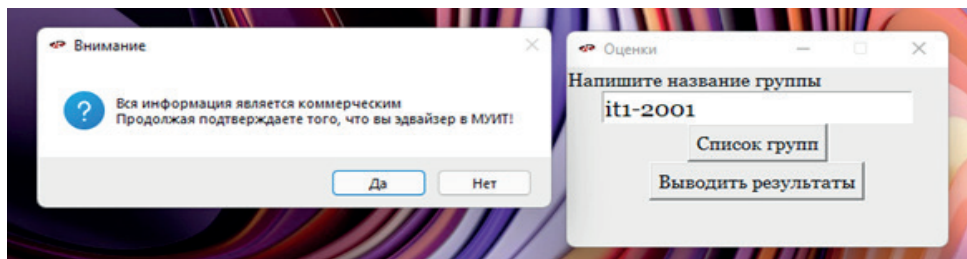 Внимание
Вся информация является коммерческим
Продолжая подтверждаете того, что вы эдвайзер в МУИТ!
Да
Нет
Оценки
Напишите название группы
it1-2001
Список групп
Выводить результаты